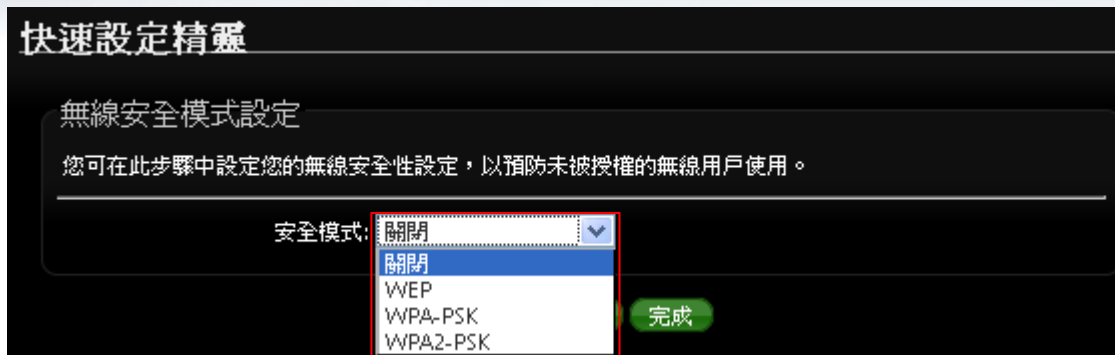 快速設定精靈
無線安全模式設定
您可在此步驟中設定您的無線安全性設定，以預防未被授權的無線用戶使用。
安全模式: 關閉
關閉
WEP
WPA-PSK
WPA2-PSK
完成